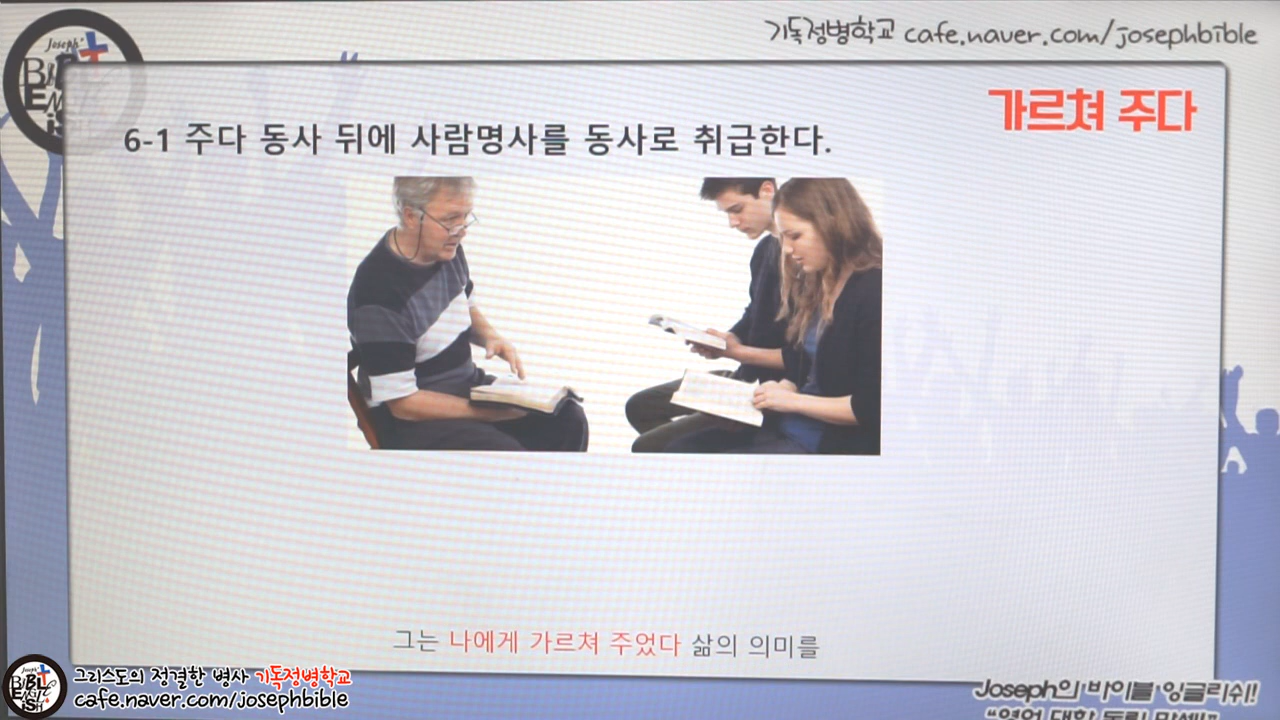 기독정병학교 cafe.naver.com/josephbible
가르쳐 주다
6-1 주다 동사 뒤에 사람명사를 동사로 취급한다.
그는 나에게 가르쳐 주었다 삶의 의미를
Joseph's
그리스도의 정결한 병사 기독정병학교
cafe.naver.com/josephbible
Joseph의 바이블 잉글리쉬!